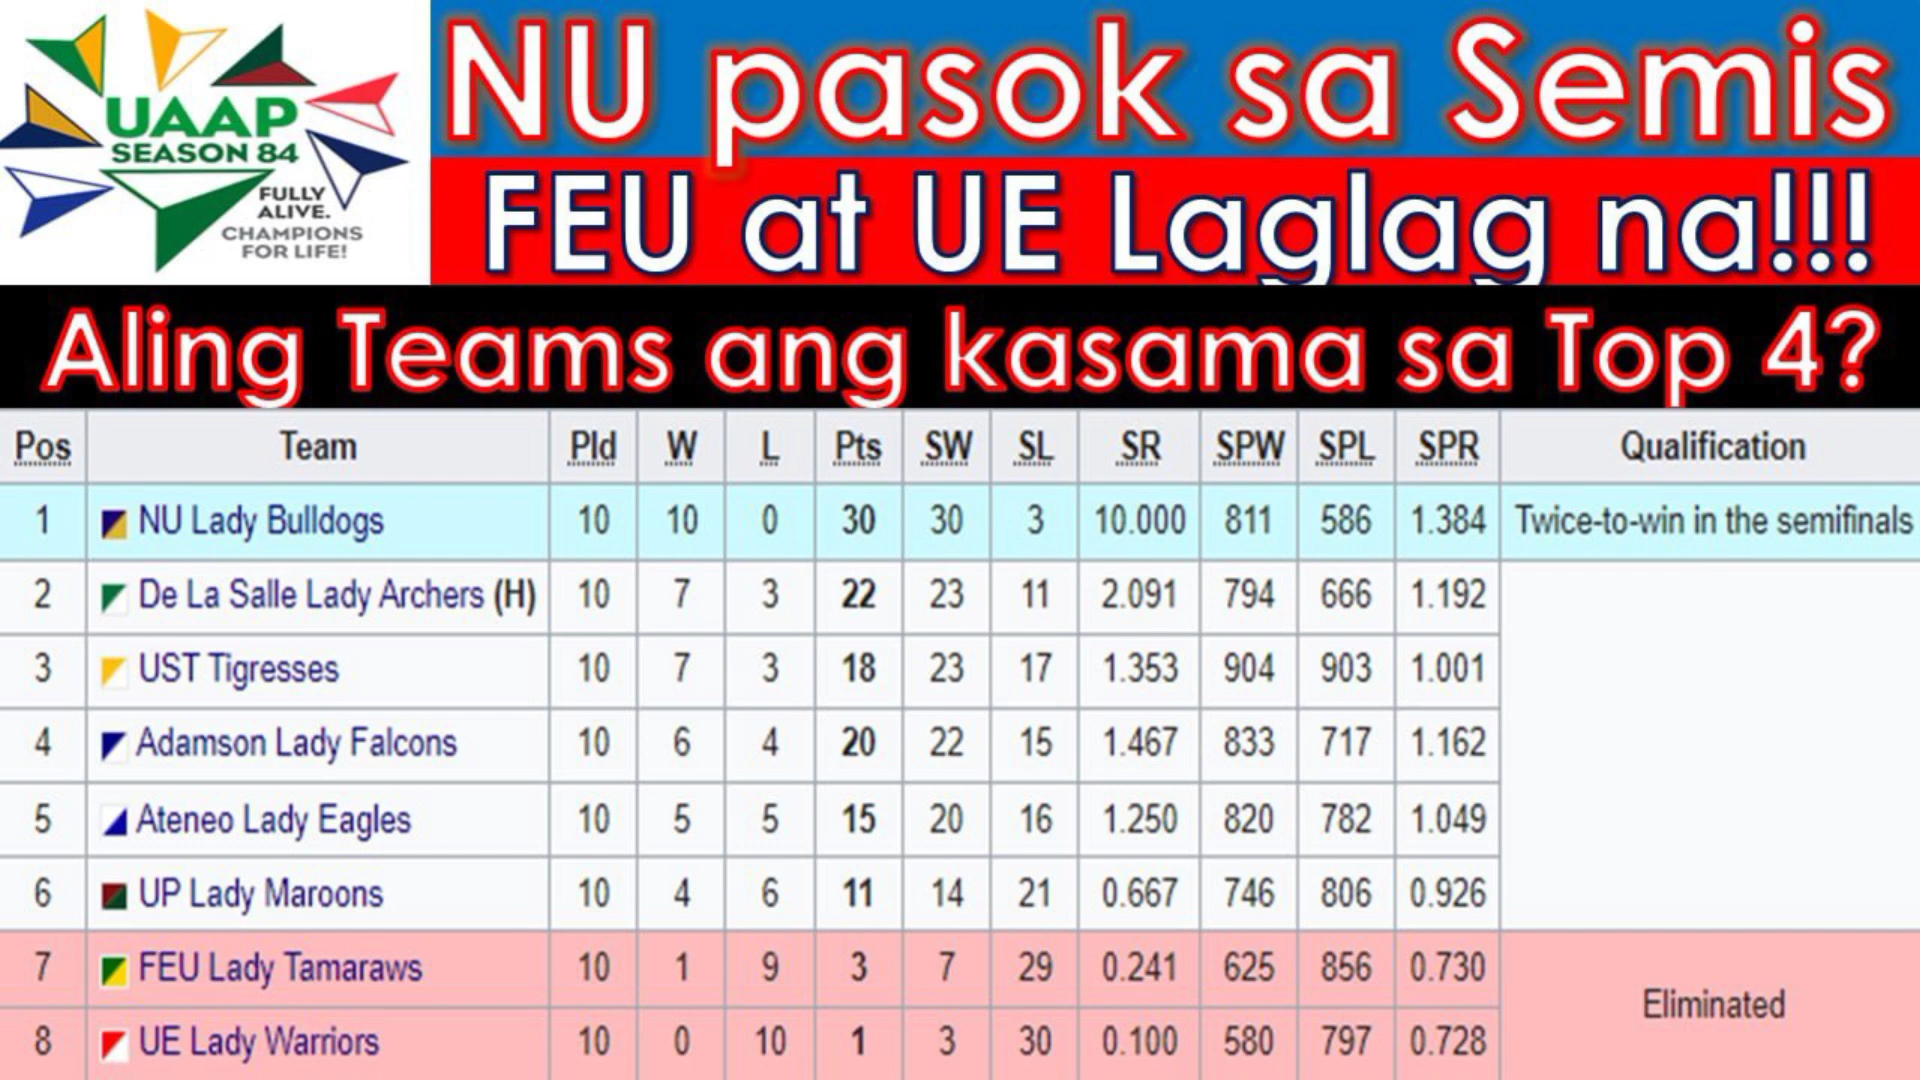 UAAP
SEASON 84
FULLY
ALIVE.
CHAMPIONS
FOR LIFE!
NU pasok sa Semis
FEU at UE Laglag na!!!
Aling Teams ang kasama sa Top 4?
Pos Team Pld W L Pts SW SL SR SPW SPL SPR Qualification
1 NU Lady Bulldogs 10 10 0 30 30 3 10.000 811 586 1.384 Twice-to-win in the semifinals
2 De La Salle Lady Archers (H) 10 7 3 22 23 11 2.091 794 666 1.192
3 UST Tigresses 10 7 3 18 23 17 1.353 904 903 1.001
4 Adamson Lady Falcons 10 6 4 20 22 15 1.467 833 717 1.162
5 Ateneo Lady Eagles 10 5 5 15 20 16 1.250 820 782 1.049
6 UP Lady Maroons 10 4 6 11 14 21 0.667 746 806 0.926
7 FEU Lady Tamaraws 10 1 9 3 7 29 0.241 625 856 0.730
Eliminated
8 UE Lady Warriors 10 0 10 1 3 30 0.100 580 797 0.728